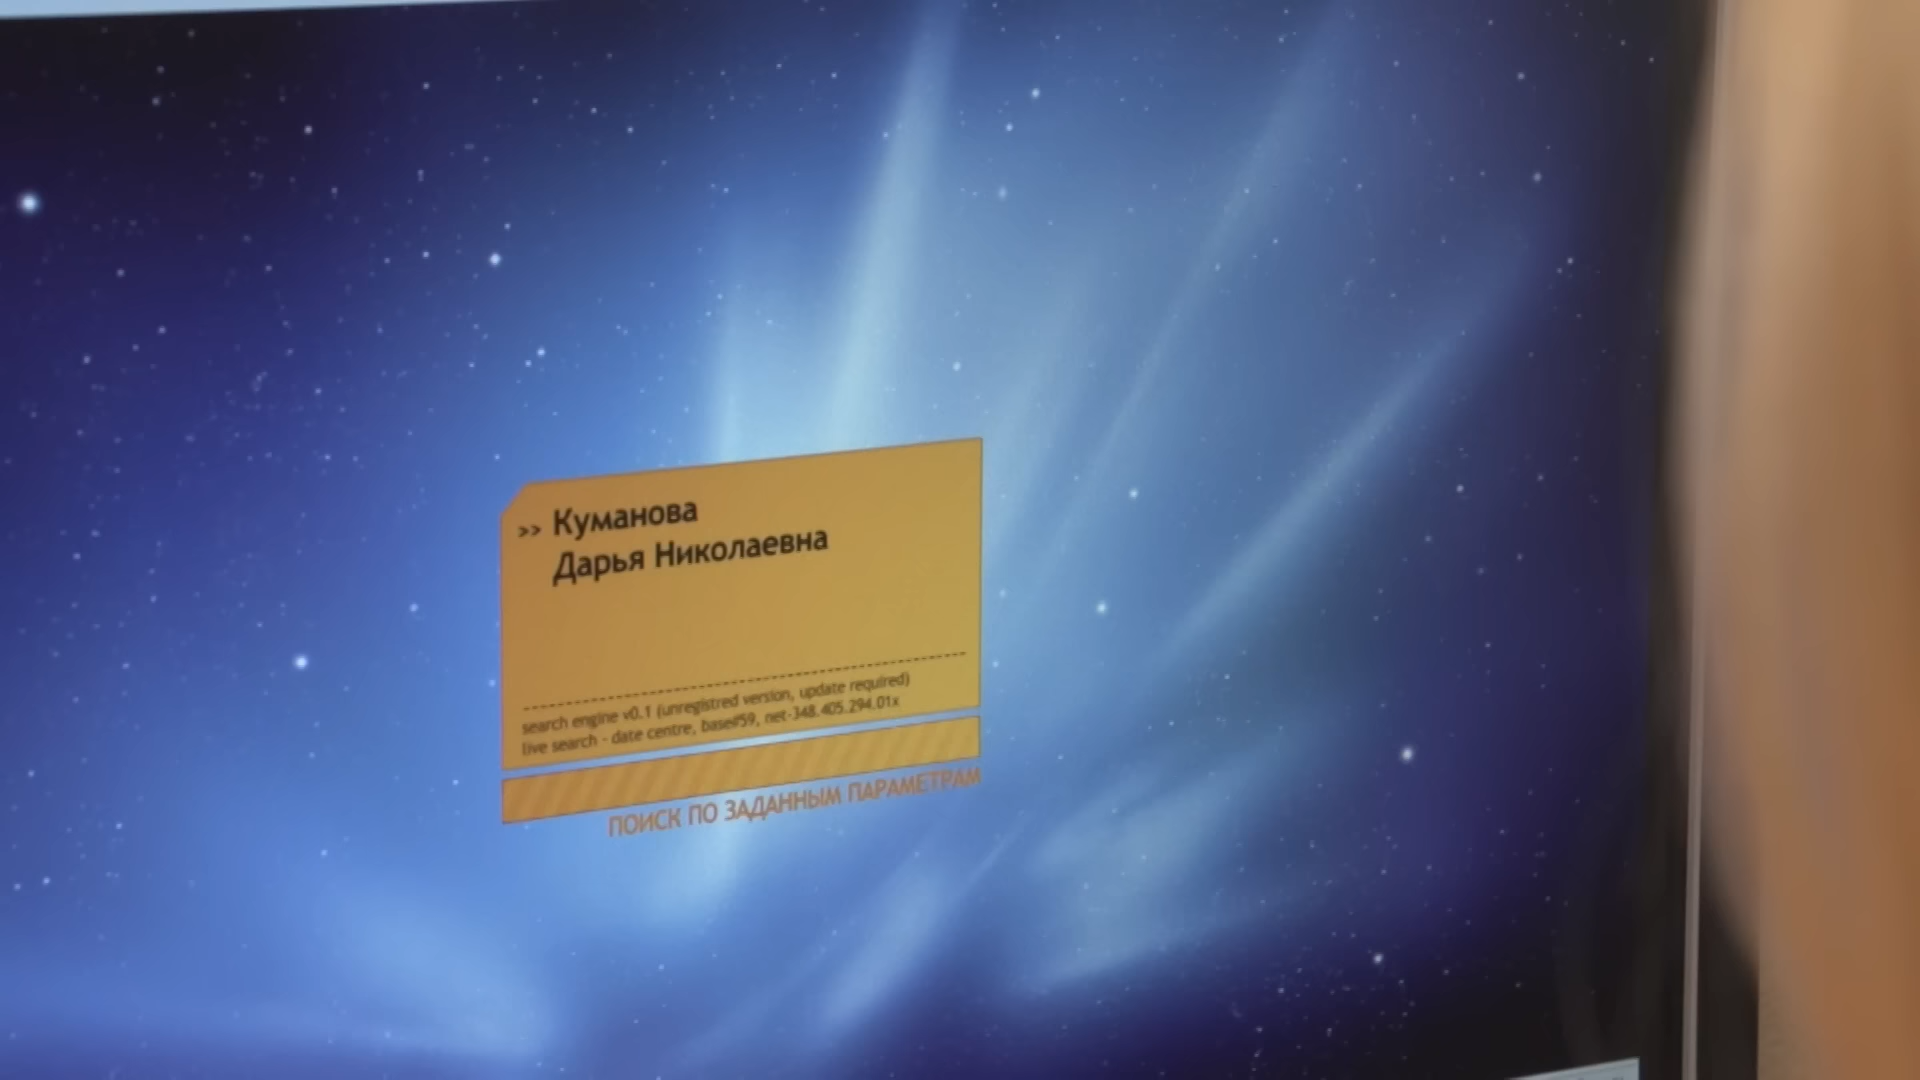 >> Куманова
Дарья Николаевна
search engine v0.1 (unregistred version, update required)
live search - date centre, base#59, net-348.405.294.01x
ПОИСК ПО ЗАДАННЫМ ПАРАМЕТРАМ